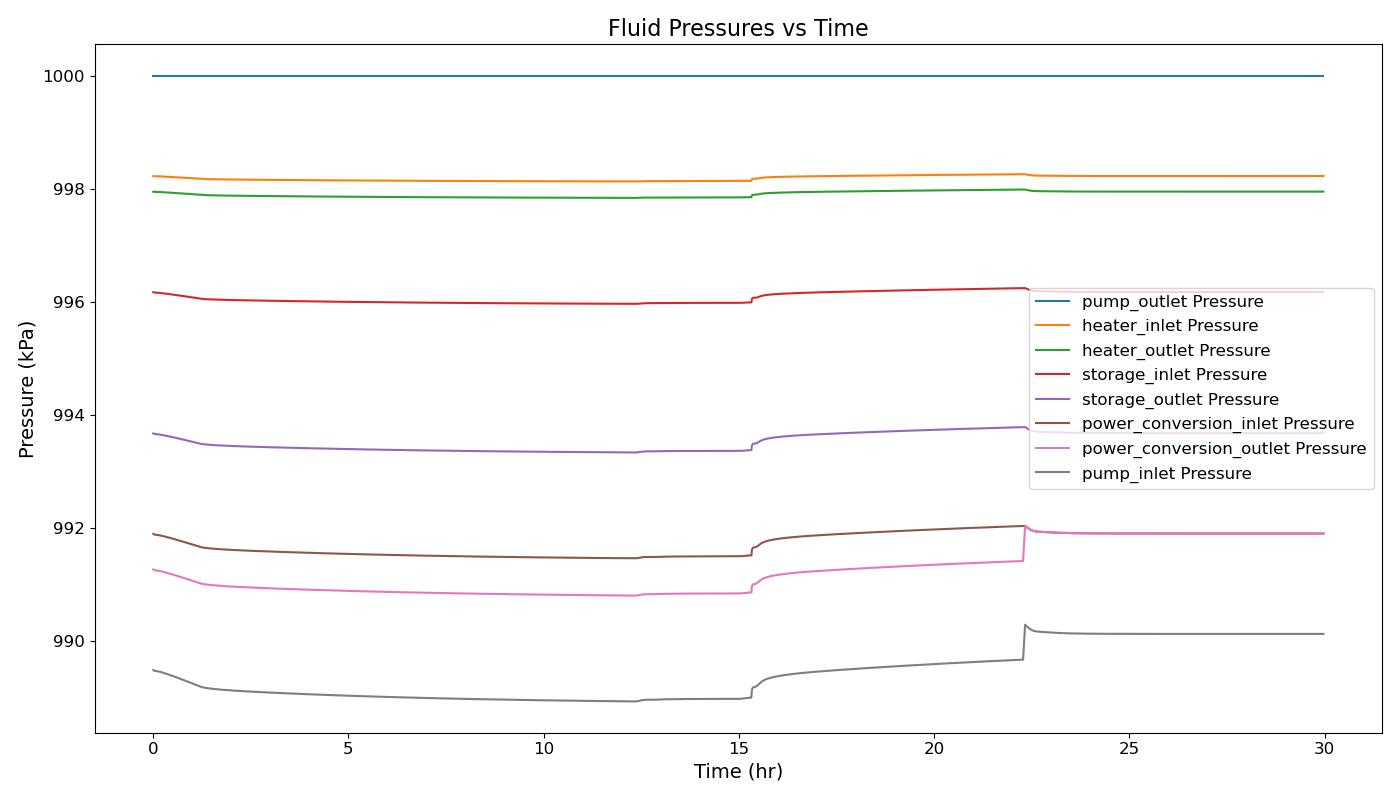 Fluid Pressures vs Time
Pressure (kPa)
1000
998
996
994
992
990
pump_outlet Pressure
heater_inlet Pressure
heater_outlet Pressure
storage_inlet Pressure
storage_outlet Pressure
power_conversion_inlet Pressure
power_conversion_outlet Pressure
pump_inlet Pressure
0 5 10 15 20 25 30
Time (hr)